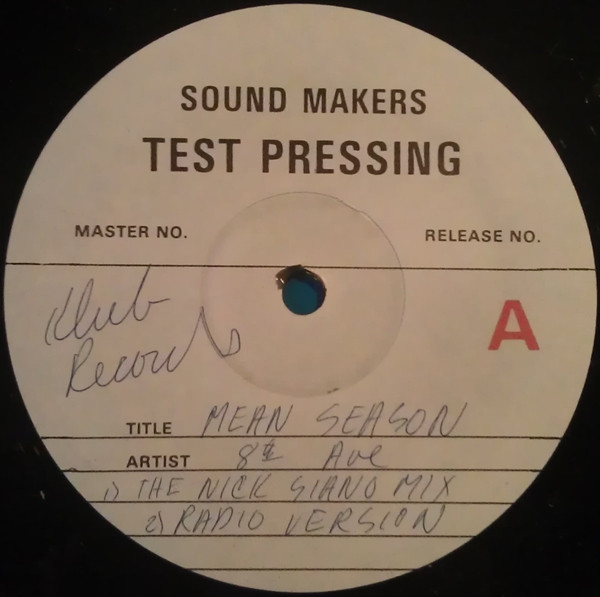 SOUND MAKERS
TEST PRESSING
MASTER NO. RELEASE NO.
A
Klub
Records
TITLE MEAN SEASON
ARTIST 8th Ave
1) THE NICK SIANO MIX
2) RADIO VERSION